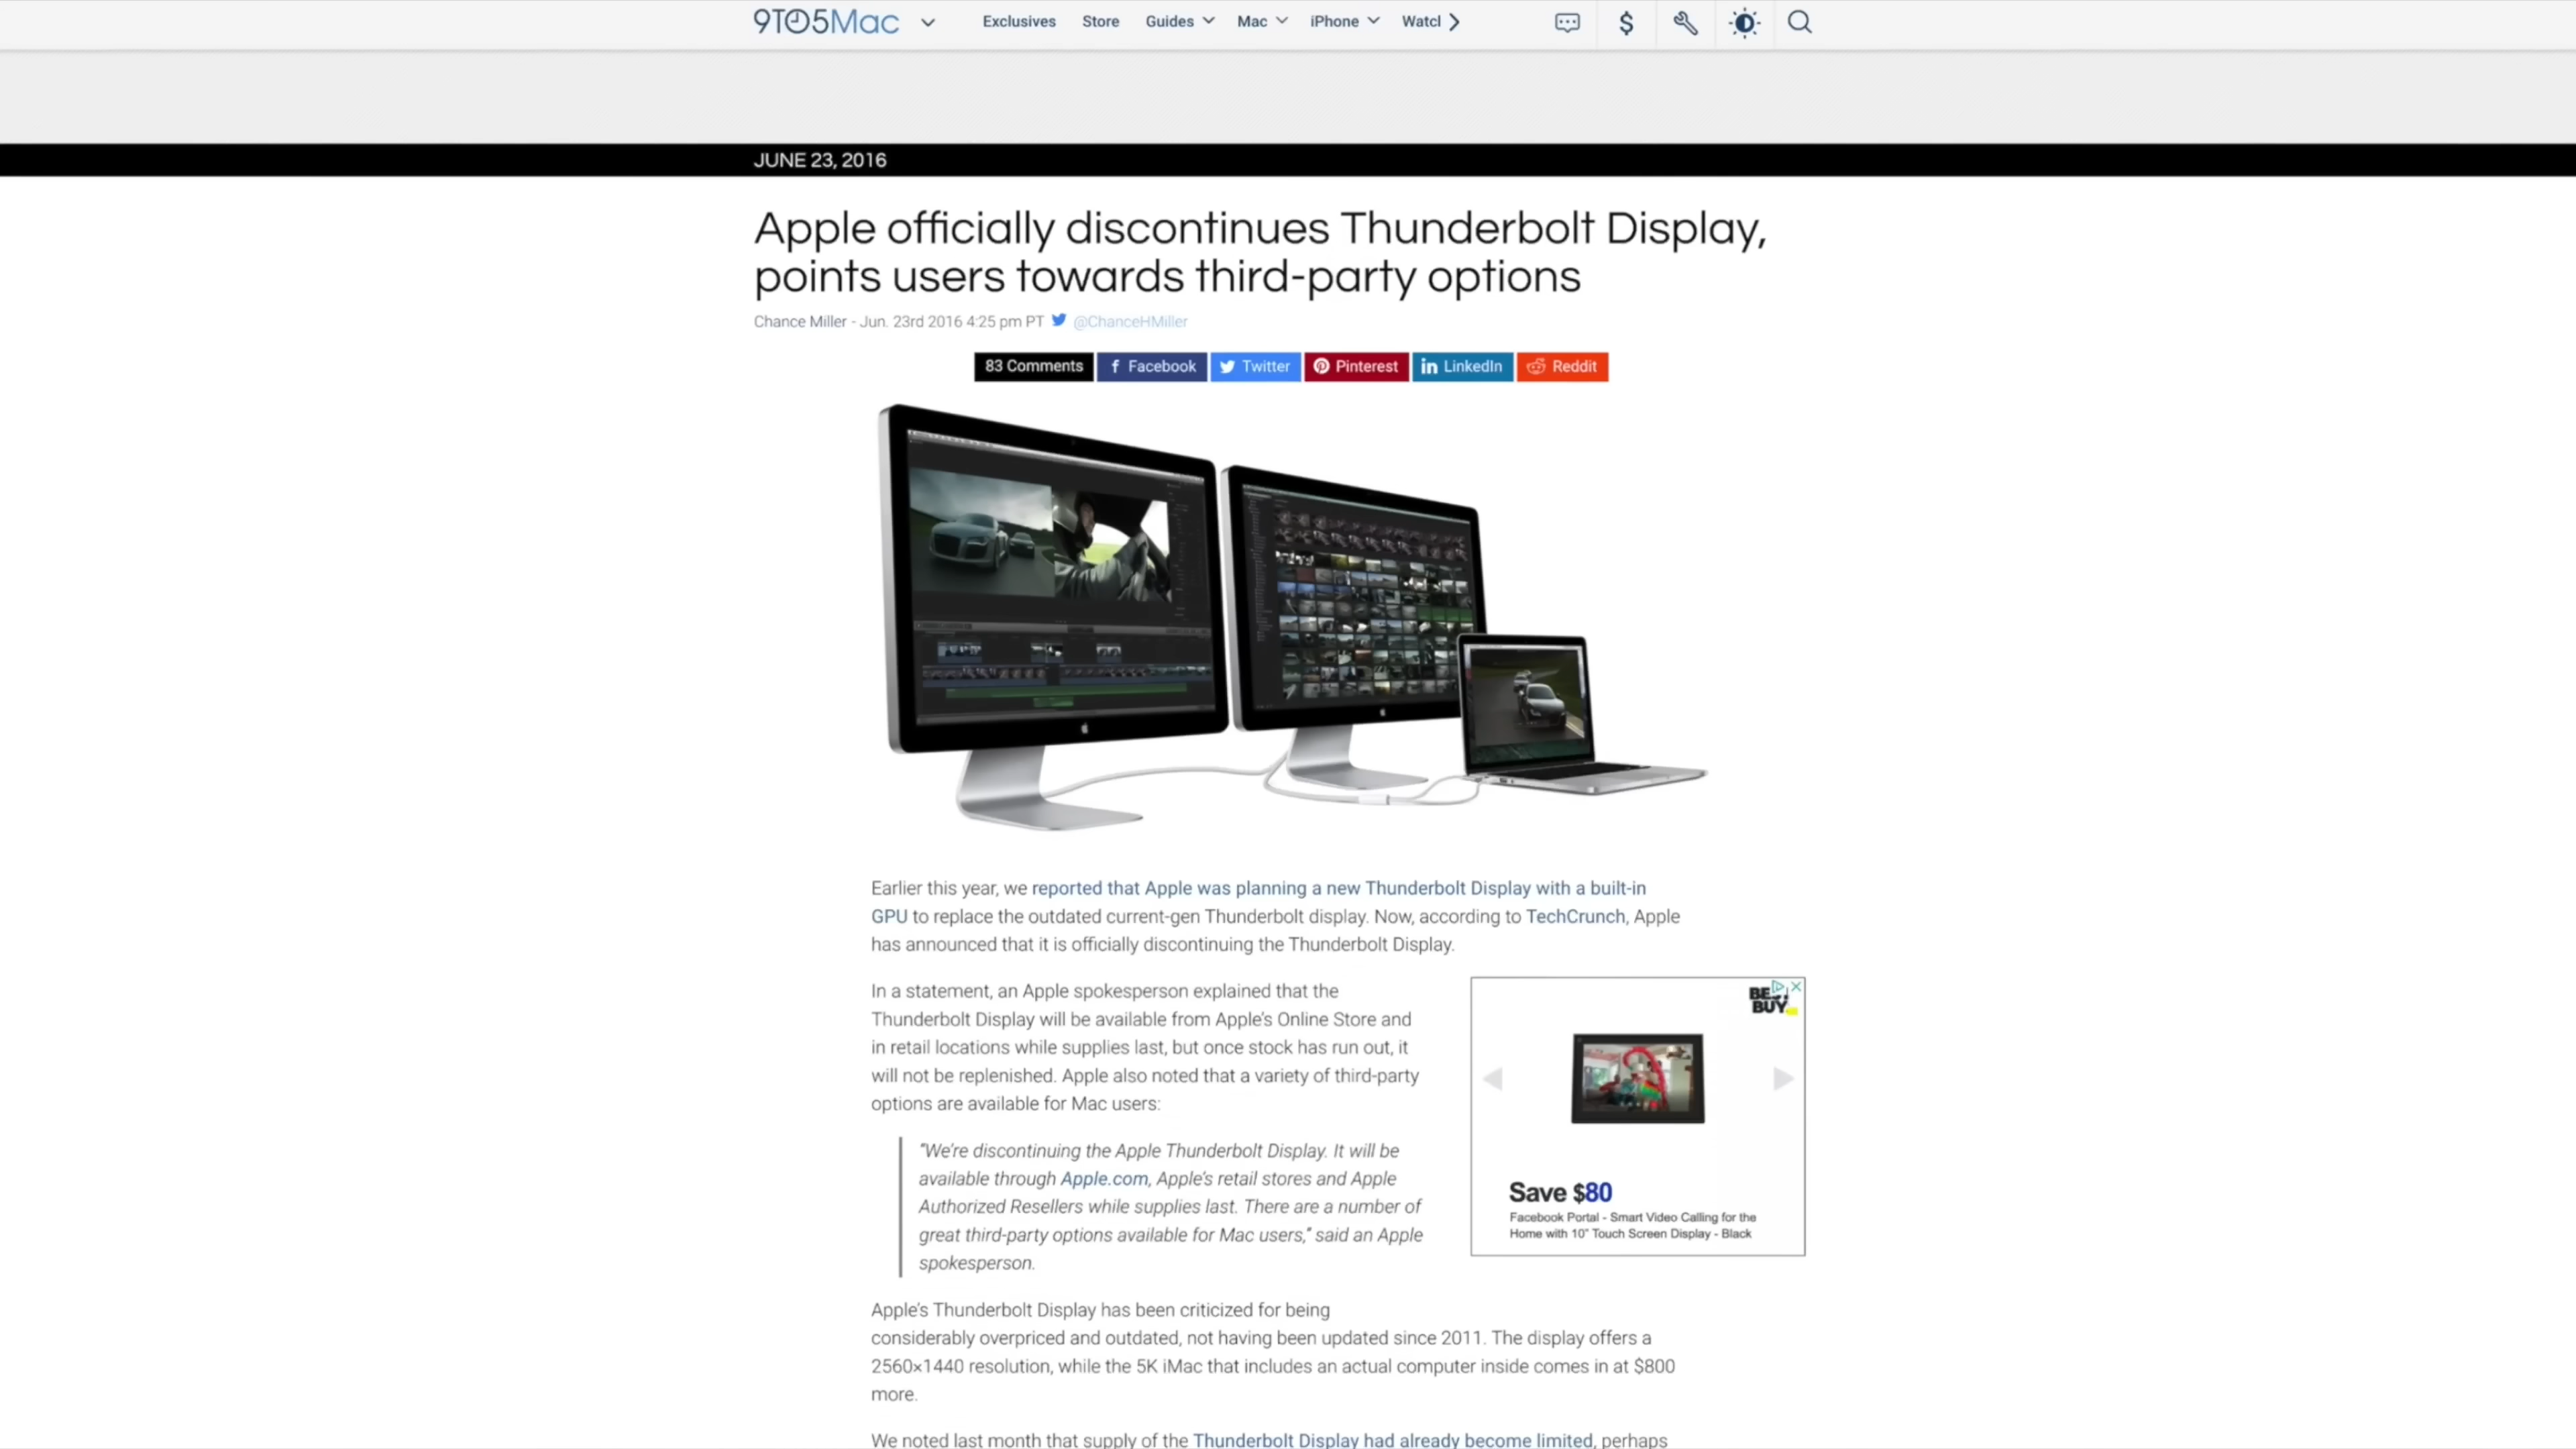 9TO5Mac
Exclusives
Store
Guides
Mac
iPhone
Watcl
JUNE 23, 2016
Apple officially discontinues Thunderbolt Display,
points users towards third-party options
Chance Miller - Jun. 23rd 2016 4:25 pm PT @ChanceHMiller
83 Comments
Facebook
Twitter
Pinterest
LinkedIn
Reddit
Earlier this year, we reported that Apple was planning a new Thunderbolt Display with a built-in
GPU to replace the outdated current-gen Thunderbolt display. Now, according to TechCrunch, Apple
has announced that it is officially discontinuing the Thunderbolt Display.
In a statement, an Apple spokesperson explained that the
Thunderbolt Display will be available from Apple's Online Store and
in retail locations while supplies last, but once stock has run out, it
will not be replenished. Apple also noted that a variety of third-party
options are available for Mac users:
“We're discontinuing the Apple Thunderbolt Display. It will be
available through Apple.com, Apple's retail stores and Apple
Authorized Resellers while supplies last. There are a number of
great third-party options available for Mac users,” said an Apple
spokesperson.
BEST
BUY
Save $80
Facebook Portal - Smart Video Calling for the
Home with 10" Touch Screen Display - Black
Apple's Thunderbolt Display has been criticized for being
considerably overpriced and outdated, not having been updated since 2011. The display offers a
2560×1440 resolution, while the 5K iMac that includes an actual computer inside comes in at $800
more.
We noted last month that supply of the Thunderbolt Display had already become limited, perhaps